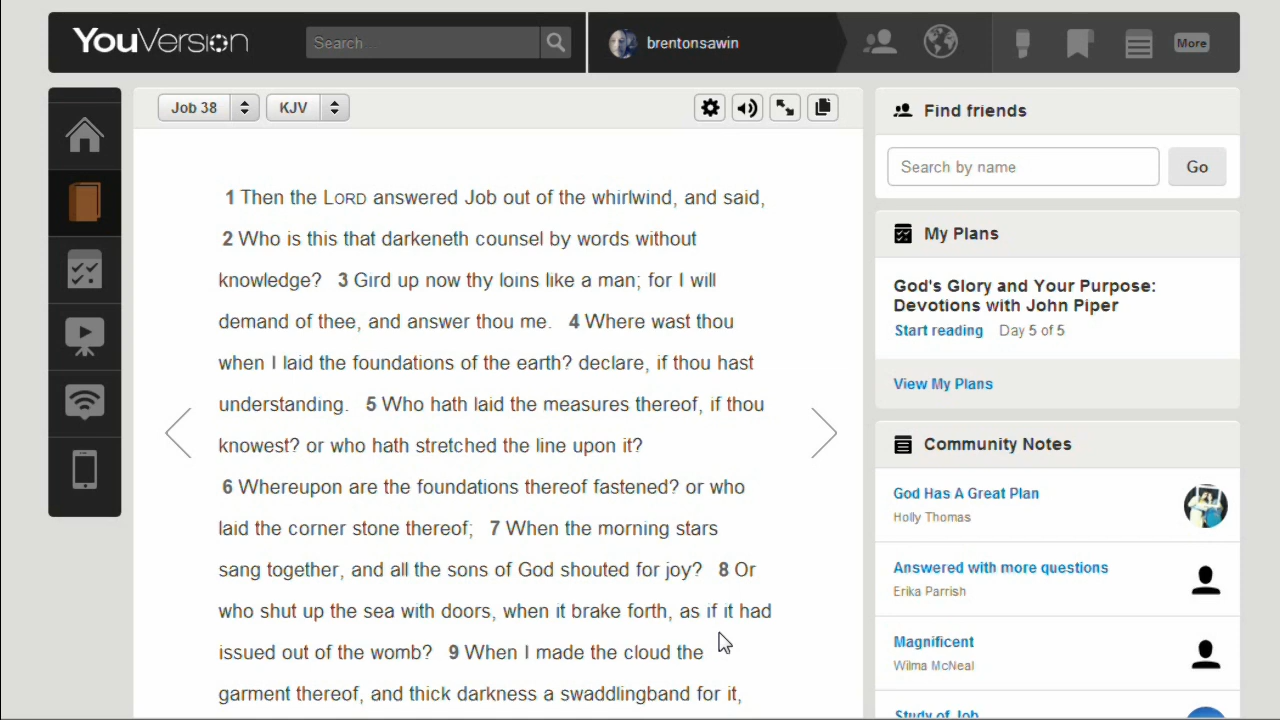 YouVersion
Search...
brentonsawin
More
Job 38
KJV
1 Then the LORD answered Job out of the whirlwind, and said,
2 Who is this that darkeneth counsel by words without
knowledge? 3 Gird up now thy loins like a man; for I will
demand of thee, and answer thou me. 4 Where wast thou
when I laid the foundations of the earth? declare, if thou hast
understanding. 5 Who hath laid the measures thereof, if thou
knowest? or who hath stretched the line upon it?
6 Whereupon are the foundations thereof fastened? or who
laid the corner stone thereof; 7 When the morning stars
sang together, and all the sons of God shouted for joy? 8 Or
who shut up the sea with doors, when it brake forth, as if it had
issued out of the womb? 9 When I made the cloud the
garment thereof, and thick darkness a swaddlingband for it,
Find friends
Search by name
Go
My Plans
God's Glory and Your Purpose:
Devotions with John Piper
Start reading Day 5 of 5
View My Plans
Community Notes
God Has A Great Plan
Holly Thomas
Answered with more questions
Erika Parrish
Magnificent
Wilma McNeal
Study of Job